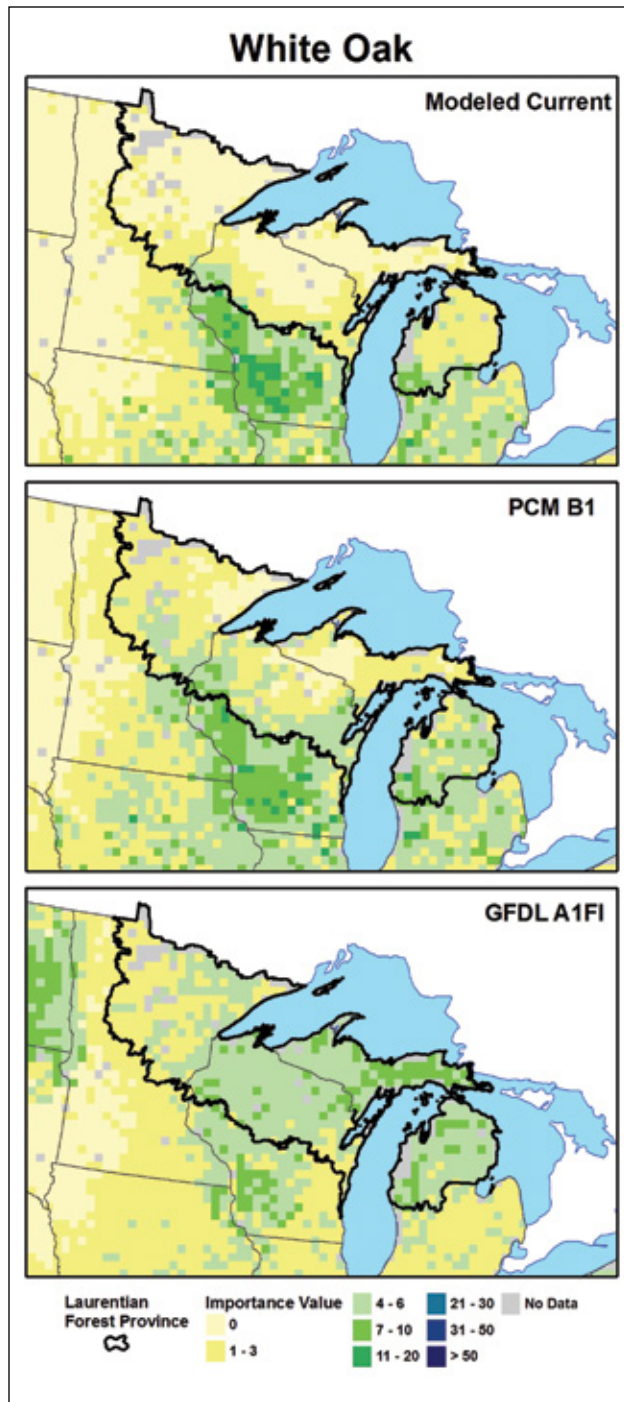 White Oak
Modeled Current
PCM B1
GFDL A1FI
Laurentian
Forest Province
Importance Value
0
1 - 3
4 - 6
7 - 10
11 - 20
21 - 30
31 - 50
> 50
No Data